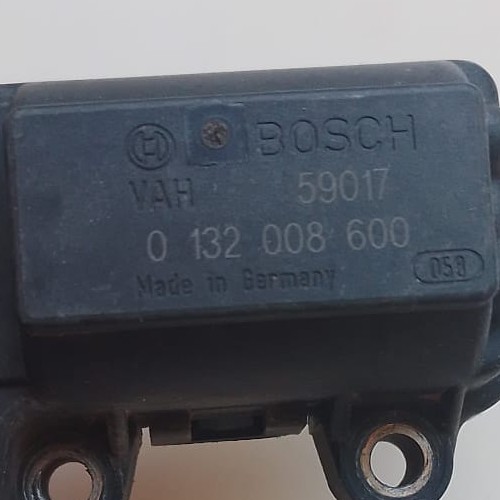 BOSCH
VAH 59017
0 132 008 600
Made in Germany 058